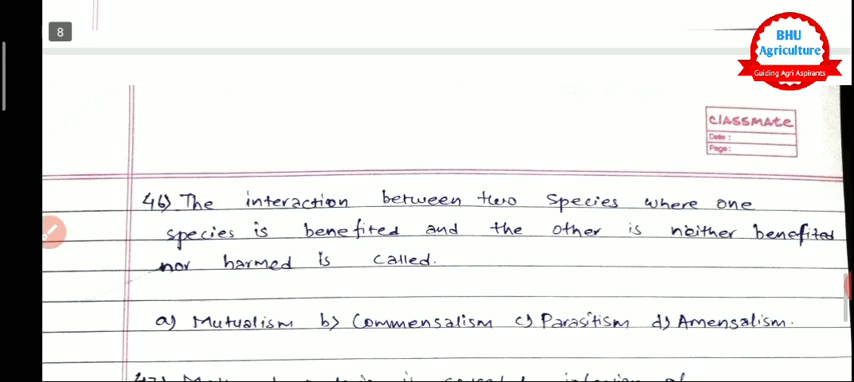 8
BHU
Agriculture
Guiding Agri Aspirants
CLASSMATE
Date :
Page :
46) The interaction between two species where one
species is benefited and the other is neither benefited
nor harmed is called.
a) Mutualism b) Commensalism c) Parasitism d) Amensalism.